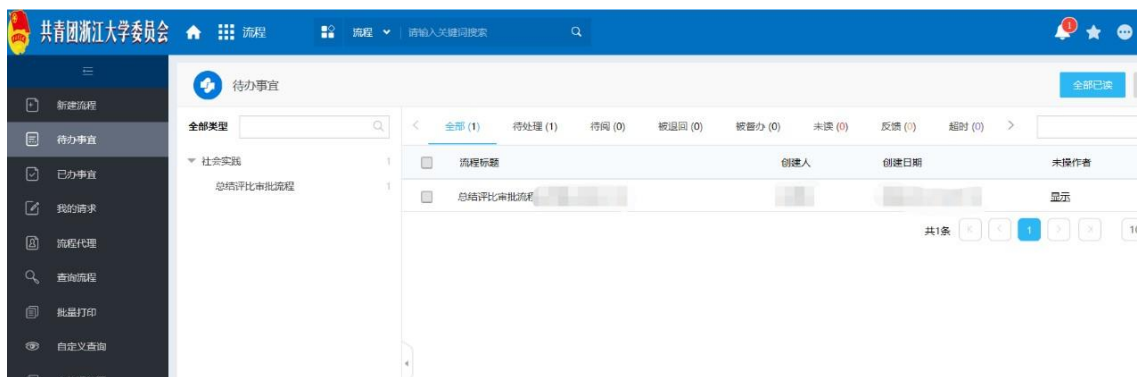 共青团浙江大学委员会 流程 流程 请输入关键词搜索 1
新建流程
待办事宜
已办事宜
我的请求
流程代理
查询流程
批量打印
自定义查询
待办事宜 全部已读
全部类型
社会实践 1
总结评比审批流程 1
全部 (1) 待处理 (1) 待阅 (0) 被退回 (0) 被督办 (0) 未读 (0) 反馈 (0) 超时 (0)
流程标题 创建人 创建日期 未操作者
总结评比审批流程 显示
共1条 1